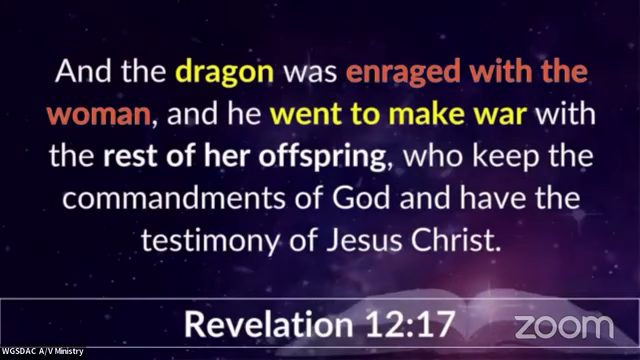 And the dragon was enraged with the
woman, and he went to make war with
the rest of her offspring, who keep the
commandments of God and have the
testimony of Jesus Christ.
Revelation 12:17
zoom
WGSDAC A/V Ministry